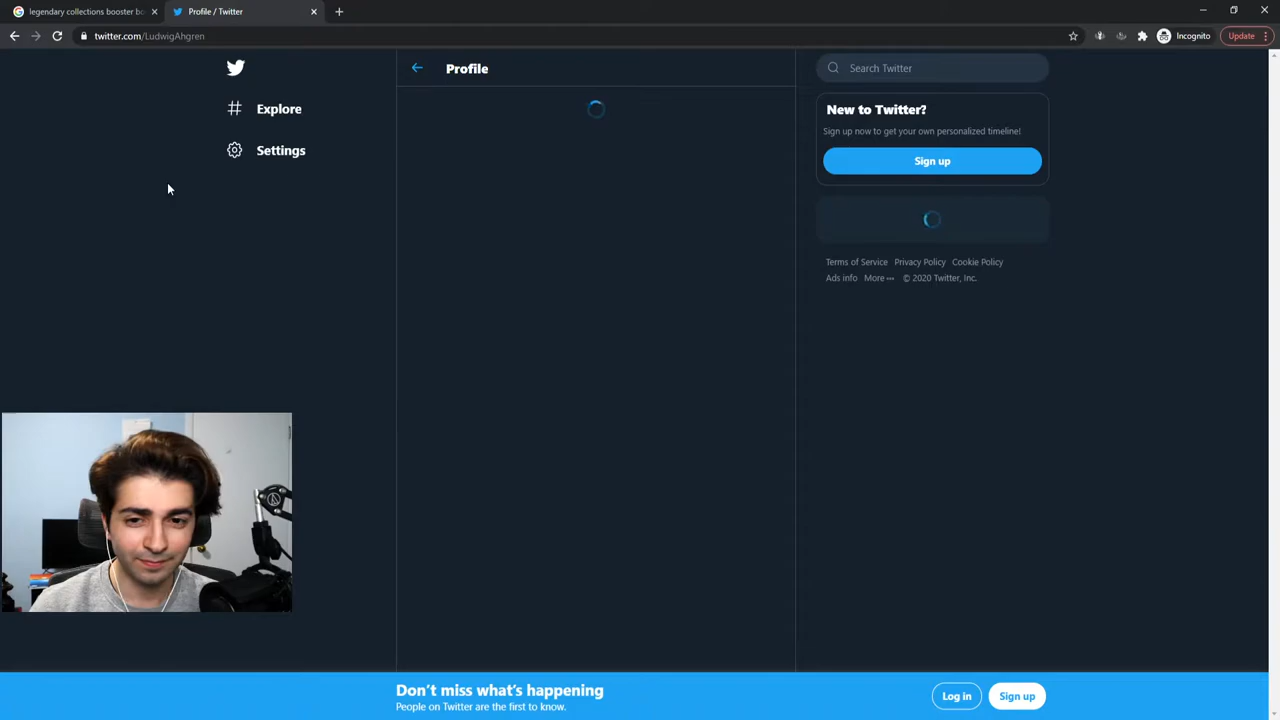 legendary collections booster bo
Profile / Twitter
twitter.com/LudwigAhgren
Incognito
Update
Explore
Settings
Profile
Search Twitter
New to Twitter?
Sign up now to get your own personalized timeline!
Sign up
Terms of Service Privacy Policy Cookie Policy
Ads info More ••• © 2020 Twitter, Inc.
Don't miss what's happening
People on Twitter are the first to know.
Log in
Sign up